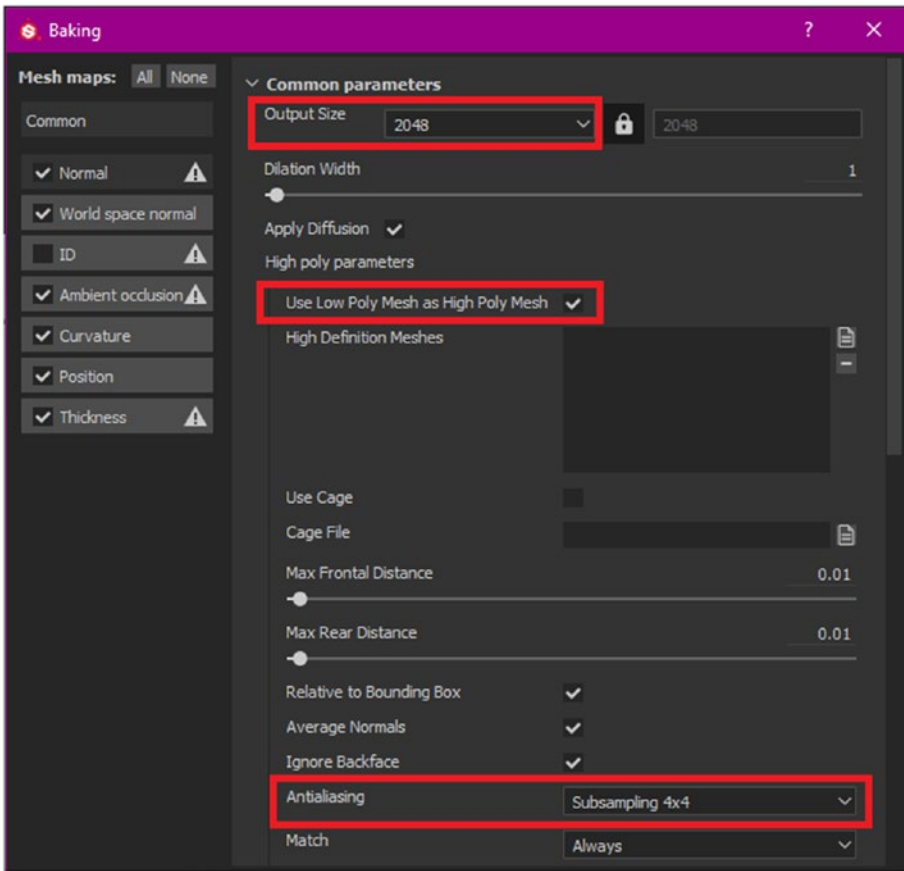 Baking ? ✕
Mesh maps: All None
Common
Normal
World space normal
ID
Ambient occlusion
Curvature
Position
Thickness
Common parameters
Output Size 2048 2048
Dilation Width 1
Apply Diffusion
High poly parameters
Use Low Poly Mesh as High Poly Mesh
High Definition Meshes
Use Cage
Cage File
Max Frontal Distance 0.01
Max Rear Distance 0.01
Relative to Bounding Box
Average Normals
Ignore Backface
Antialiasing Subsampling 4x4
Match Always